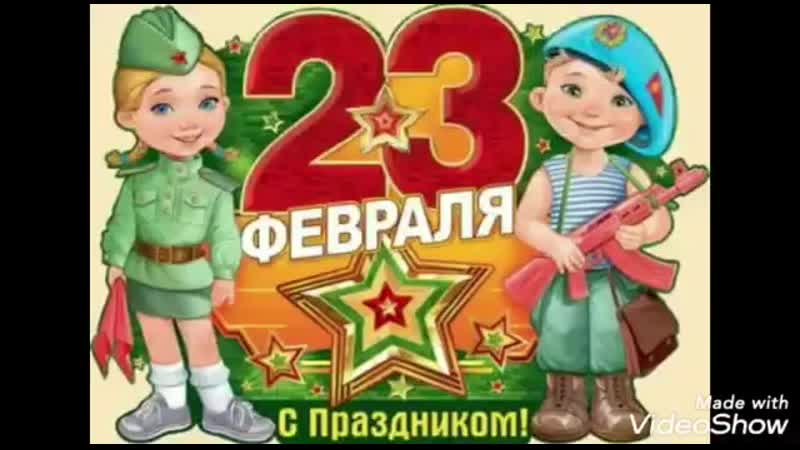 23
ФЕВРАЛЯ
С Праздником!
Made with
VideoShow